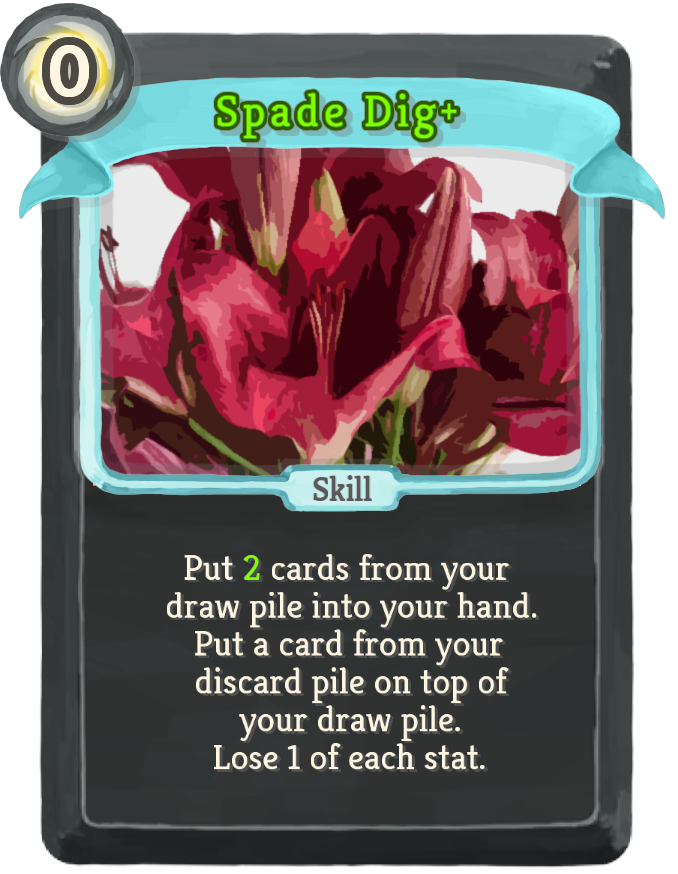 0
Spade Dig+
Skill
Put 2 cards from your
draw pile into your hand.
Put a card from your
discard pile on top of
your draw pile.
Lose 1 of each stat.